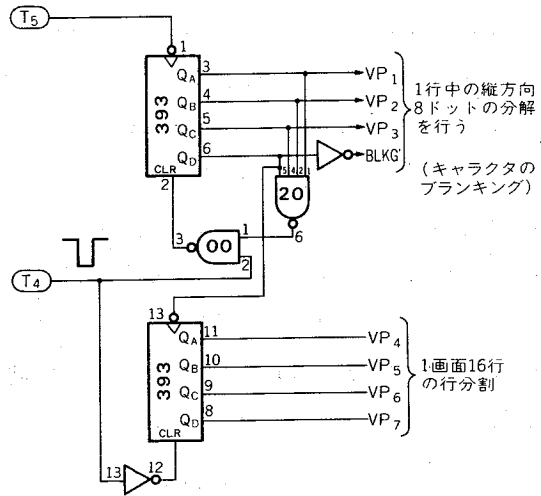 T5
1
393
QA 3 VP1
QB 4 VP2
QC 5 VP3
QD 6 BLKG'
CLR
2
5 4 2 1
20
6
1行中の縦方向
8ドットの分解
を行う
(キャラクタの
ブランキング)
3
00
1
2
T4
13
393
QA 11 VP4
QB 10 VP5
QC 9 VP6
QD 8 VP7
CLR
1画面16行
の行分割
13
12